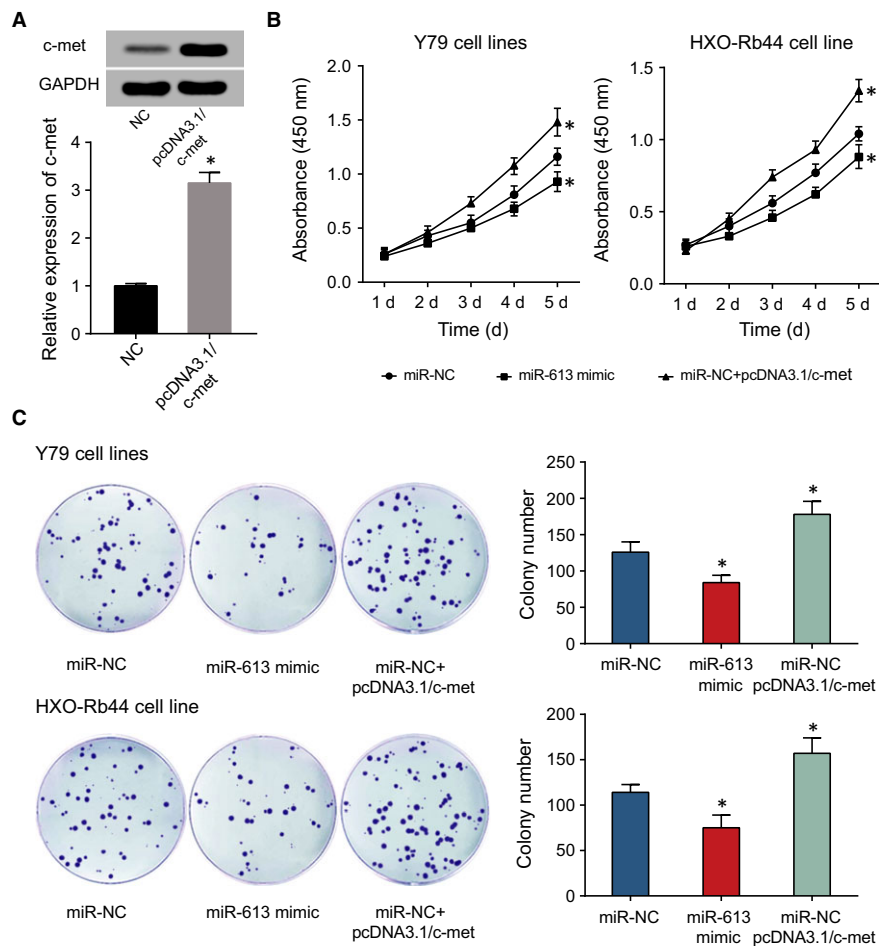 A
c-met
GAPDH
NC
pcDNA3.1/
c-met
Relative expression of c-met
4
3
2
1
0
*
NC
pcDNA3.1/
c-met
B
Y79 cell lines
Absorbance (450 nm)
2.0
1.5
1.0
0.5
0.0
*
*
1 d 2 d 3 d 4 d 5 d
Time (d)
HXO-Rb44 cell line
Absorbance (450 nm)
1.5
1.0
0.5
0.0
*
*
1 d 2 d 3 d 4 d 5 d
Time (d)
miR-NC miR-613 mimic miR-NC+pcDNA3.1/c-met
C
Y79 cell lines
miR-NC miR-613 mimic miR-NC+
pcDNA3.1/c-met
Colony number
250
200
150
100
50
0
*
*
miR-NC miR-613 miR-NC
mimic pcDNA3.1/c-met
HXO-Rb44 cell line
miR-NC miR-613 mimic miR-NC+
pcDNA3.1/c-met
Colony number
200
150
100
50
0
*
*
miR-NC miR-613 miR-NC
mimic pcDNA3.1/c-met